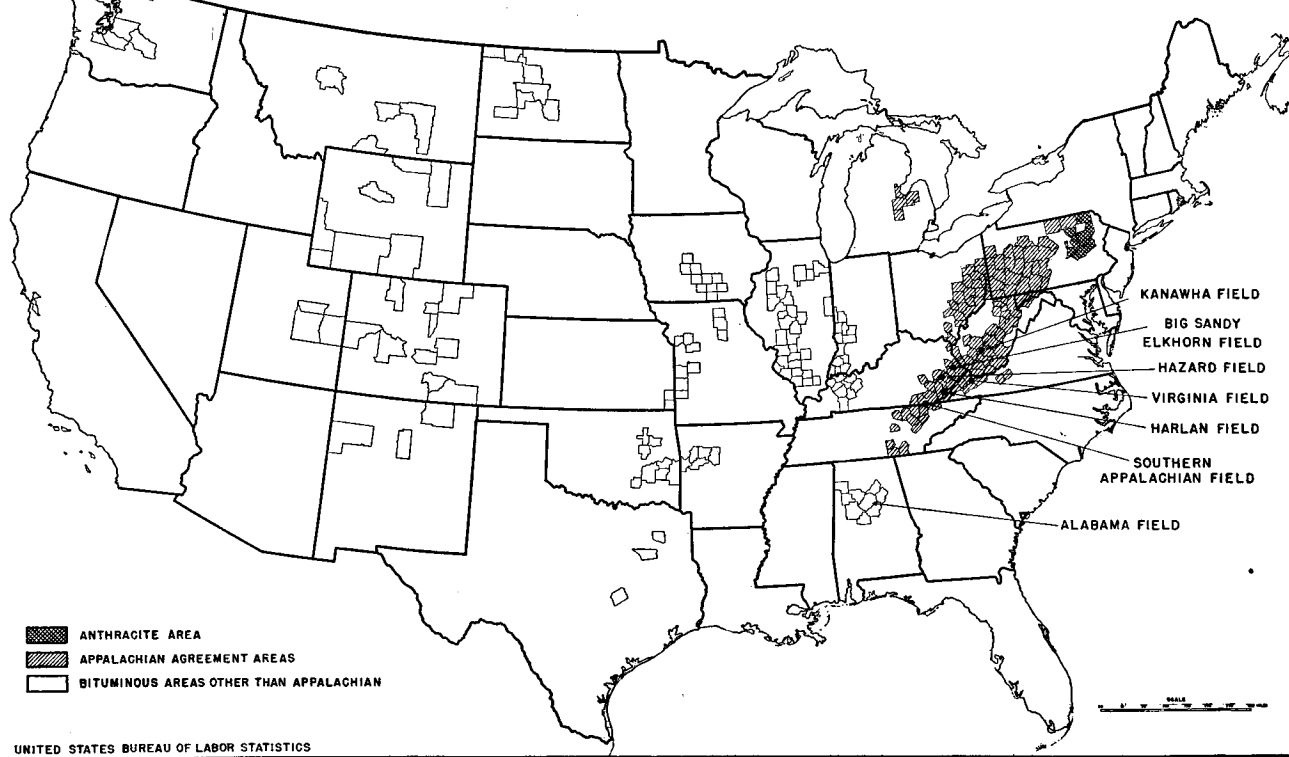 KANAWHA FIELD
BIG SANDY
ELKHORN FIELD
HAZARD FIELD
VIRGINIA FIELD
HARLAN FIELD
SOUTHERN
APPALACHIAN FIELD
ALABAMA FIELD
ANTHRACITE AREA
APPALACHIAN AGREEMENT AREAS
BITUMINOUS AREAS OTHER THAN APPALACHIAN
SCALE
UNITED STATES BUREAU OF LABOR STATISTICS